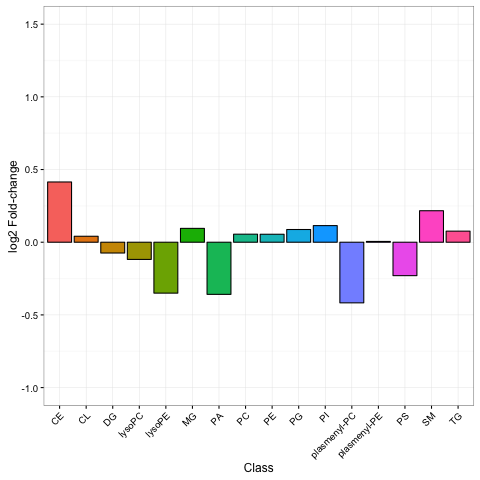 1.5
1.0
0.5
0.0
-0.5
-1.0
log2 Fold-change
CE
CL
DG
lysoPC
lysoPE
MG
PA
PC
PE
PG
PI
plasmenyl-PC
plasmenyl-PE
PS
SM
TG
Class